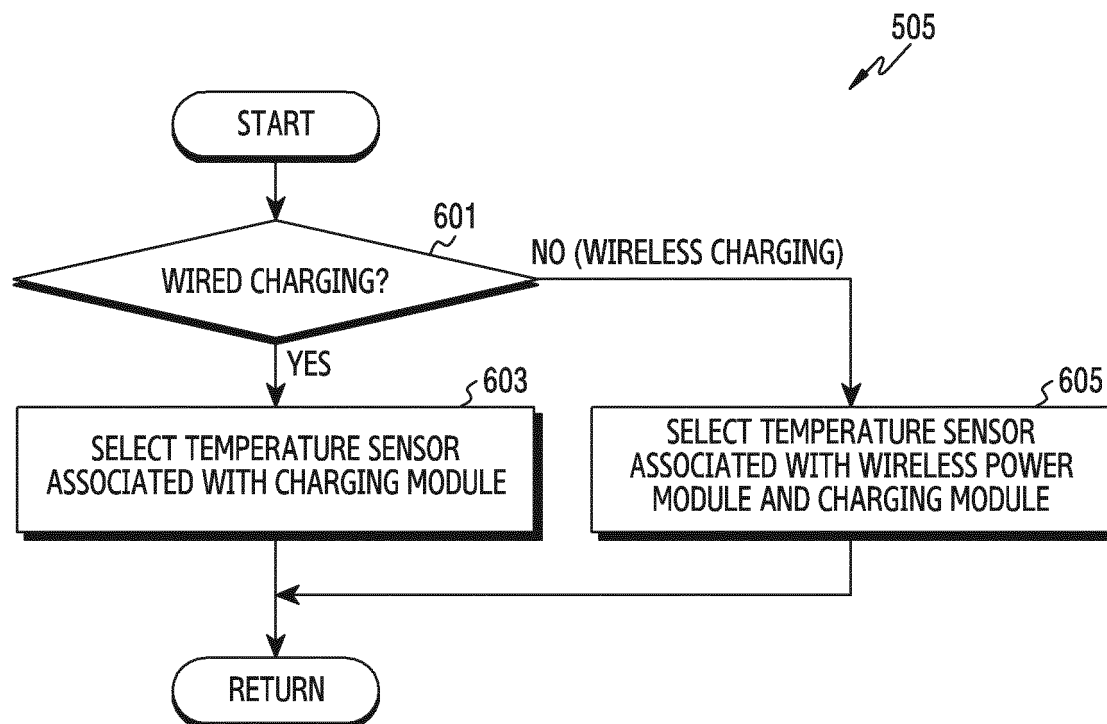 505
START
601
WIRED CHARGING?
NO (WIRELESS CHARGING)
YES
603
SELECT TEMPERATURE SENSOR
ASSOCIATED WITH CHARGING MODULE
605
SELECT TEMPERATURE SENSOR
ASSOCIATED WITH WIRELESS POWER
MODULE AND CHARGING MODULE
RETURN